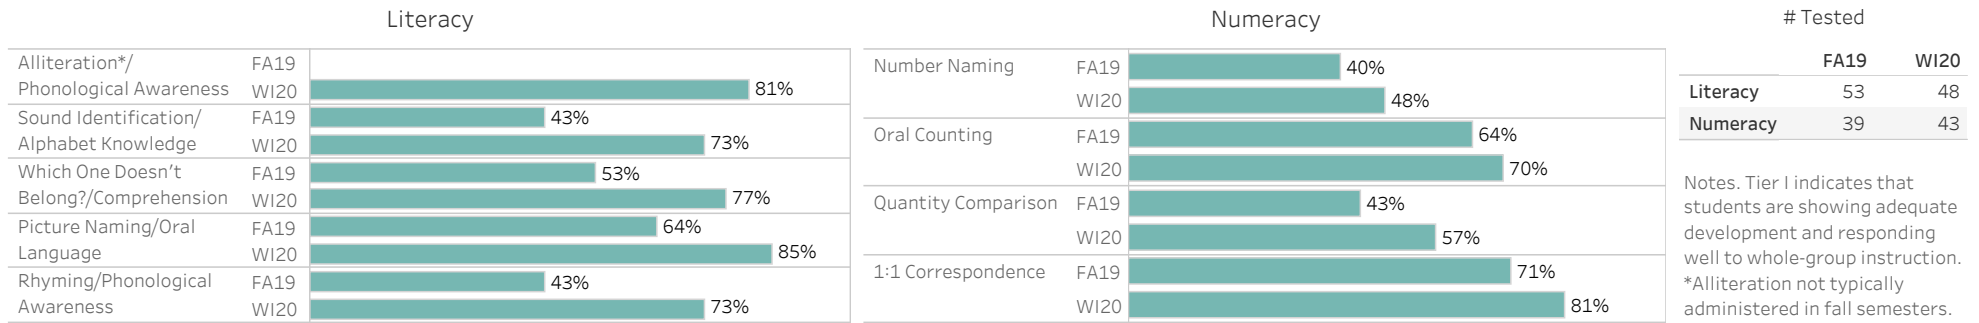 Literacy
Alliteration*/
Phonological Awareness
FA19
WI20 81%
Sound Identification/
Alphabet Knowledge
FA19 43%
WI20 73%
Which One Doesn't
Belong?/Comprehension
FA19 53%
WI20 77%
Picture Naming/Oral
Language
FA19 64%
WI20 85%
Rhyming/Phonological
Awareness
FA19 43%
WI20 73%
Numeracy
Number Naming
FA19 40%
WI20 48%
Oral Counting
FA19 64%
WI20 70%
Quantity Comparison
FA19 43%
WI20 57%
1:1 Correspondence
FA19 71%
WI20 81%
# Tested
FA19 WI20
Literacy 53 48
Numeracy 39 43
Notes. Tier I indicates that
students are showing adequate
development and responding
well to whole-group instruction.
*Alliteration not typically
administered in fall semesters.